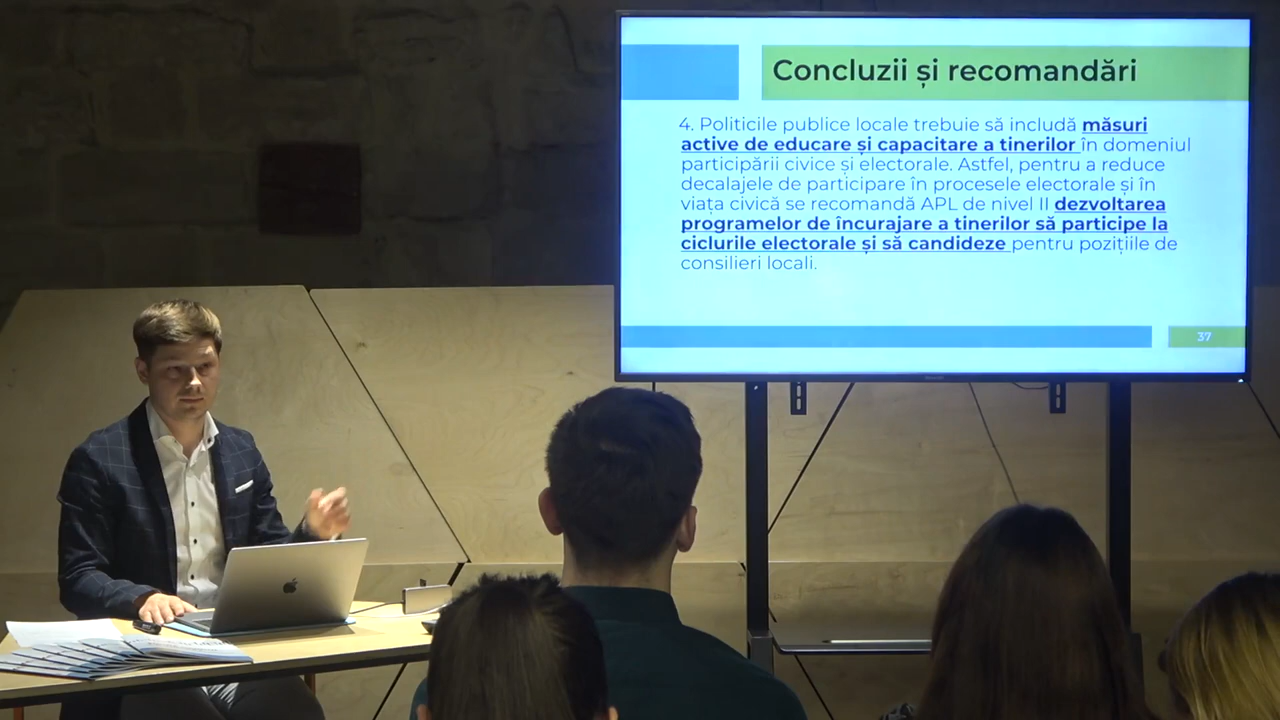 Concluzii și recomandări
4. Politicile publice locale trebuie să includă măsuri
active de educare și capacitare a tinerilor în domeniul
participării civice și electorale. Astfel, pentru a reduce
decalajele de participare în procesele electorale și în
viața civică se recomandă APL de nivel II dezvoltarea
programelor de încurajare a tinerilor să participe la
ciclurile electorale și să candideze pentru pozițiile de
consilieri locali.
37